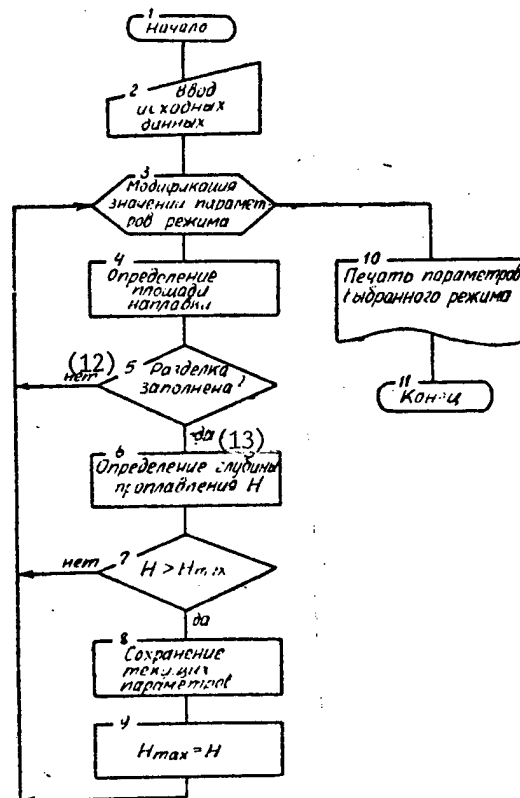 1
Начало
2 Ввод
исходных
данных
3
Модификация
значений парамет-
ров режима
4
Определение
площади
наплавки
(12)
нет
5 Разделка
заполнена?
да (13)
6
Определение глубины
проплавления H
7
нет
H > Hmax
да
8
Сохранение
текущих
параметров
9
Hmax = H
10
Печать параметров
выбранного режима
11
Конец